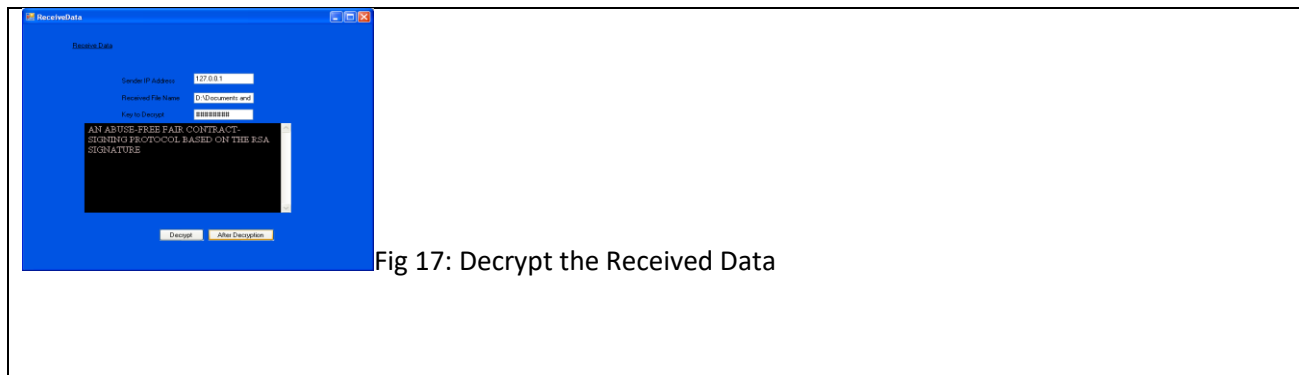 ReceiveData
Receive Data
Sender IP Address 127.0.0.1
Received File Name D:\Documents and
Key to Decrypt
AN ABUSE-FREE FAIR CONTRACT-
SIGNING PROTOCOL BASED ON THE RSA
SIGNATURE
Decrypt After Decryption
Fig 17: Decrypt the Received Data